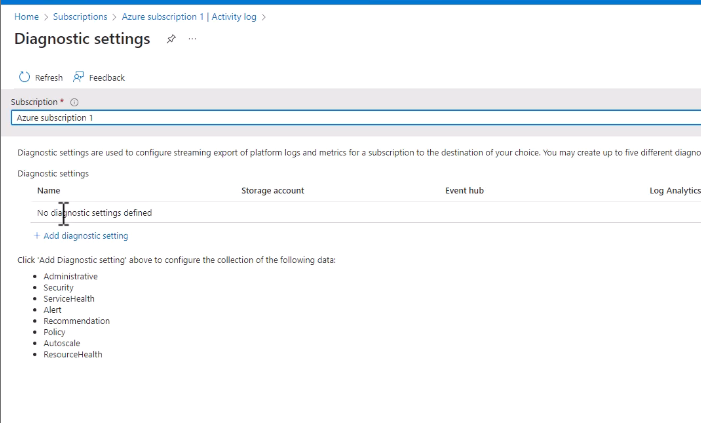 Home > Subscriptions > Azure subscription 1 | Activity log >
Diagnostic settings ...
Refresh Feedback
Subscription *
Azure subscription 1
Diagnostic settings are used to configure streaming export of platform logs and metrics for a subscription to the destination of your choice. You may create up to five different
Diagnostic settings
Name Storage account Event hub Log Analytics
No diagnostic settings defined
+ Add diagnostic setting
Click 'Add Diagnostic setting' above to configure the collection of the following data:
• Administrative
• Security
• ServiceHealth
• Alert
• Recommendation
• Policy
• Autoscale
• ResourceHealth